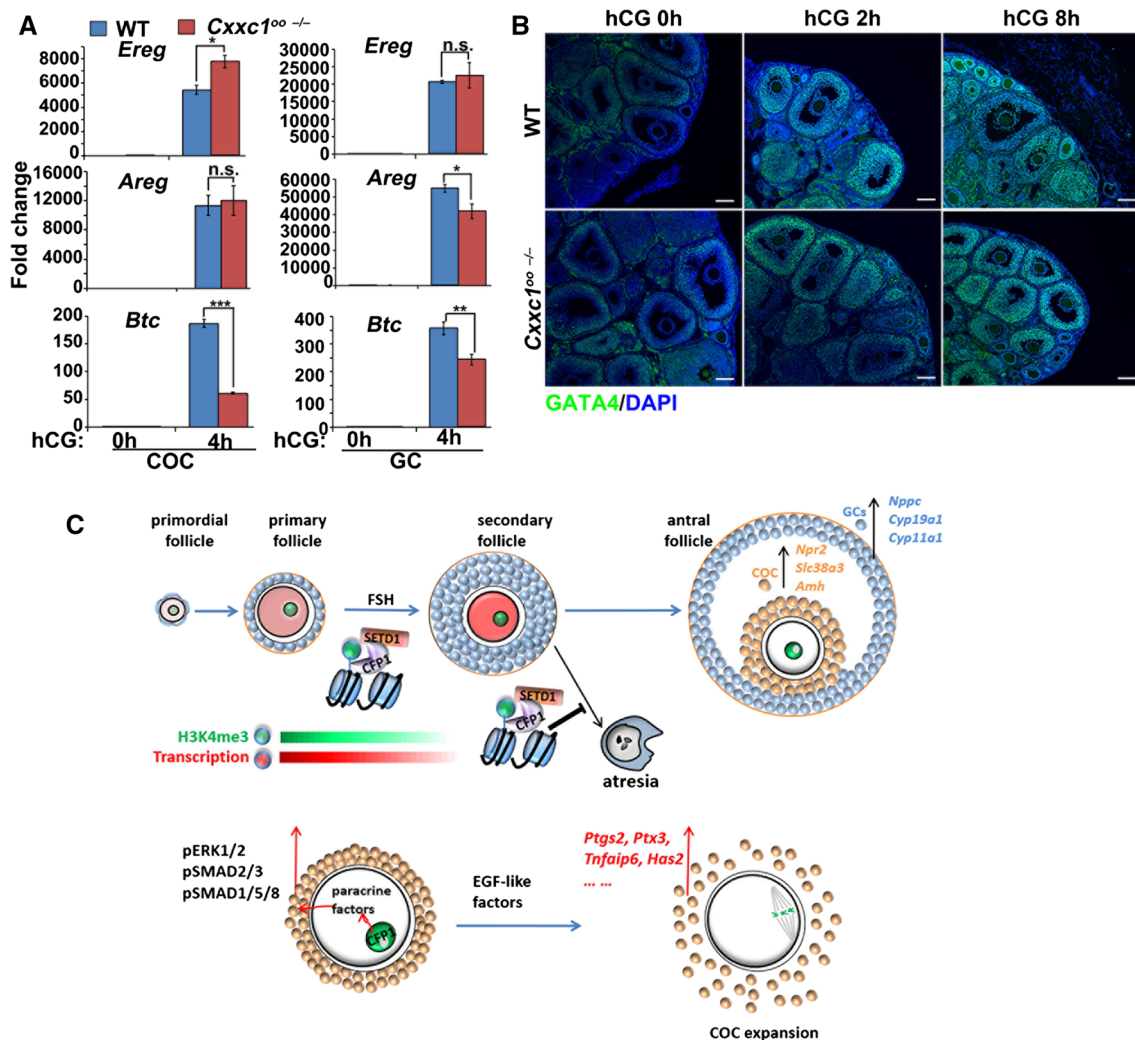 A
WT
Cxxc1oo –/–
Fold change
Ereg
*
8000
6000
4000
2000
0
Ereg
n.s.
30000
25000
20000
15000
10000
5000
0
Areg
n.s.
16000
14000
12000
10000
8000
6000
4000
2000
0
Areg
*
70000
60000
50000
40000
30000
20000
10000
0
Btc
***
200
150
100
50
0
Btc
**
400
300
200
100
0
hCG: 0h 4h 0h 4h
COC GC
B
hCG 0h hCG 2h hCG 8h
WT
Cxxc1oo –/–
GATA4/DAPI
C
primordial
follicle
primary
follicle
secondary
follicle
antral
follicle
GCs
Nppc
Cyp19a1
Cyp11a1
COC
Npr2
Slc38a3
Amh
FSH
SETD1
CFP1
SETD1
CFP1
H3K4me3
Transcription
atresia
pERK1/2
pSMAD2/3
pSMAD1/5/8
paracrine
factors
CFP1
EGF-like
factors
Ptgs2, Ptx3,
Tnfaip6, Has2
... ...
COC expansion